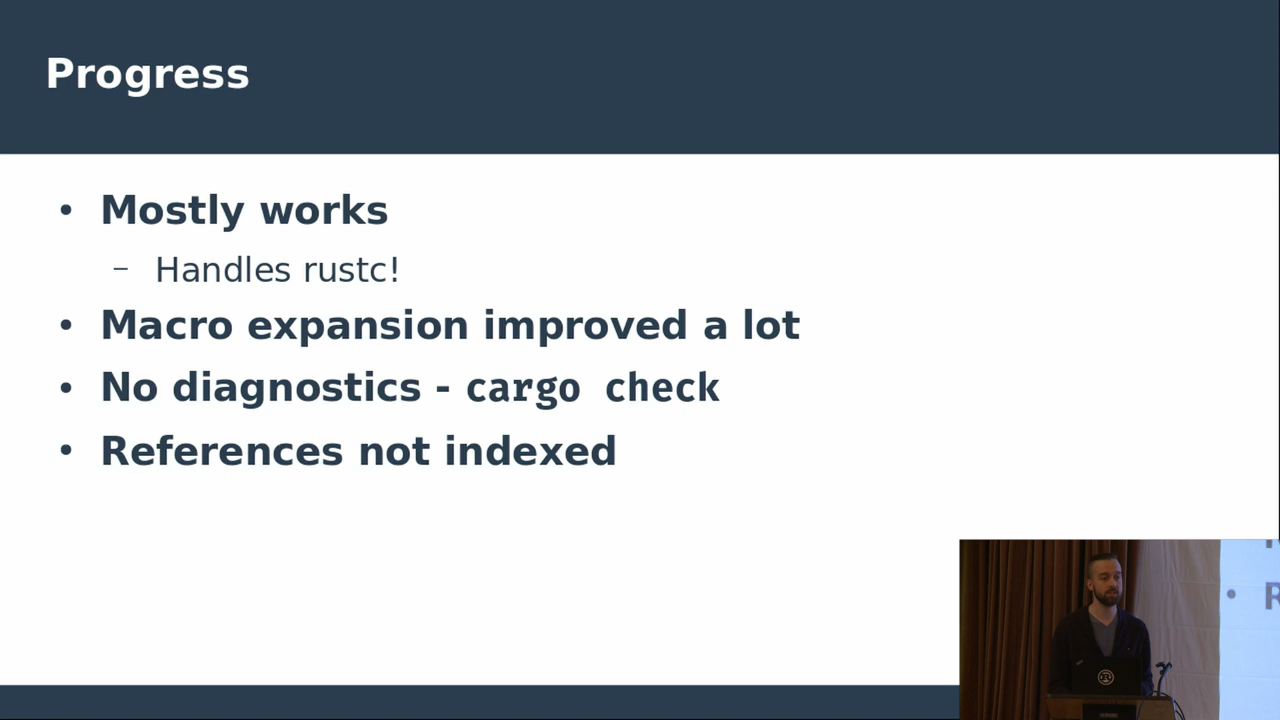 Progress
• Mostly works
– Handles rustc!
• Macro expansion improved a lot
• No diagnostics - cargo check
• References not indexed
• R